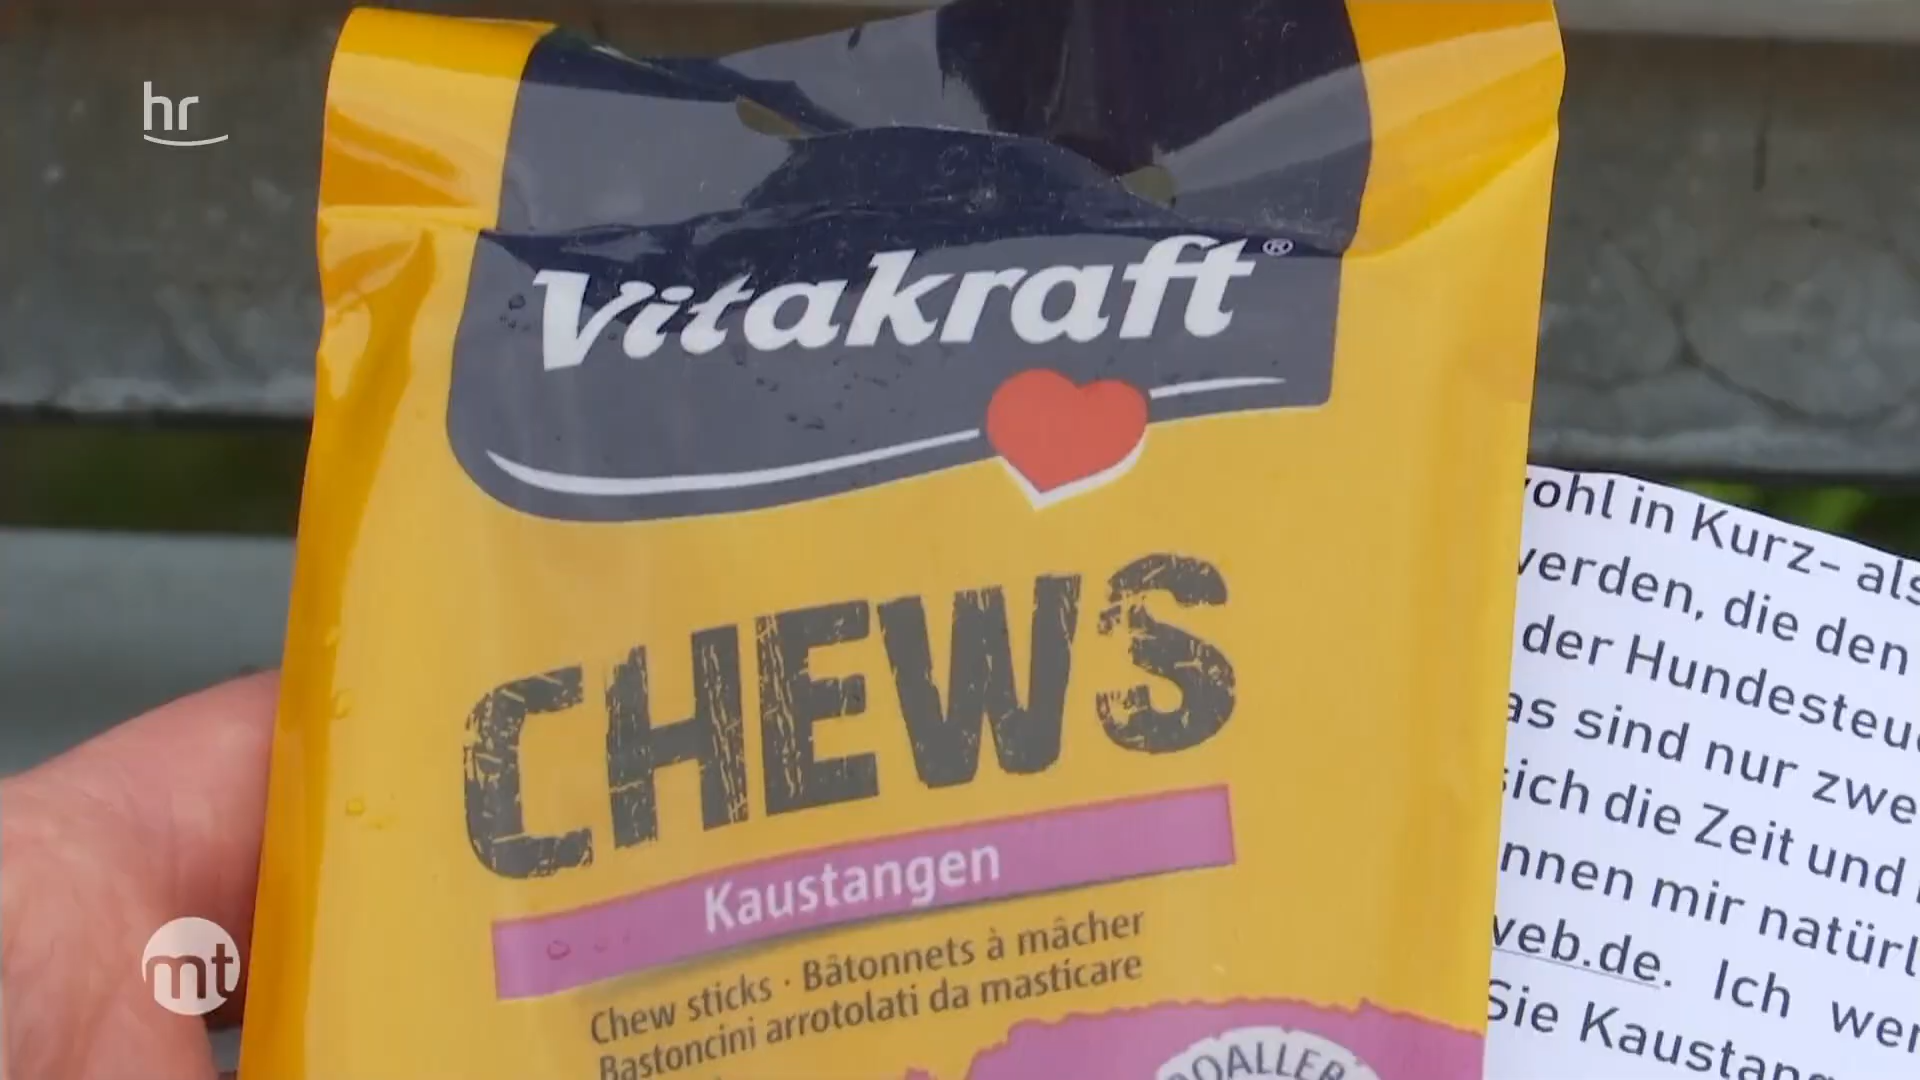 hr
Vitakraft®
CHEWS
Kaustangen
Chew sticks · Bâtonnets à mâcher
Bastoncini arrotolati da masticare
ohl in Kurz- als
verden, die den
der Hundesteu
as sind nur zwe
sich die Zeit und
nnen mir natürl
web.de. Ich wer
Sie Kaustang
mt
OALLER